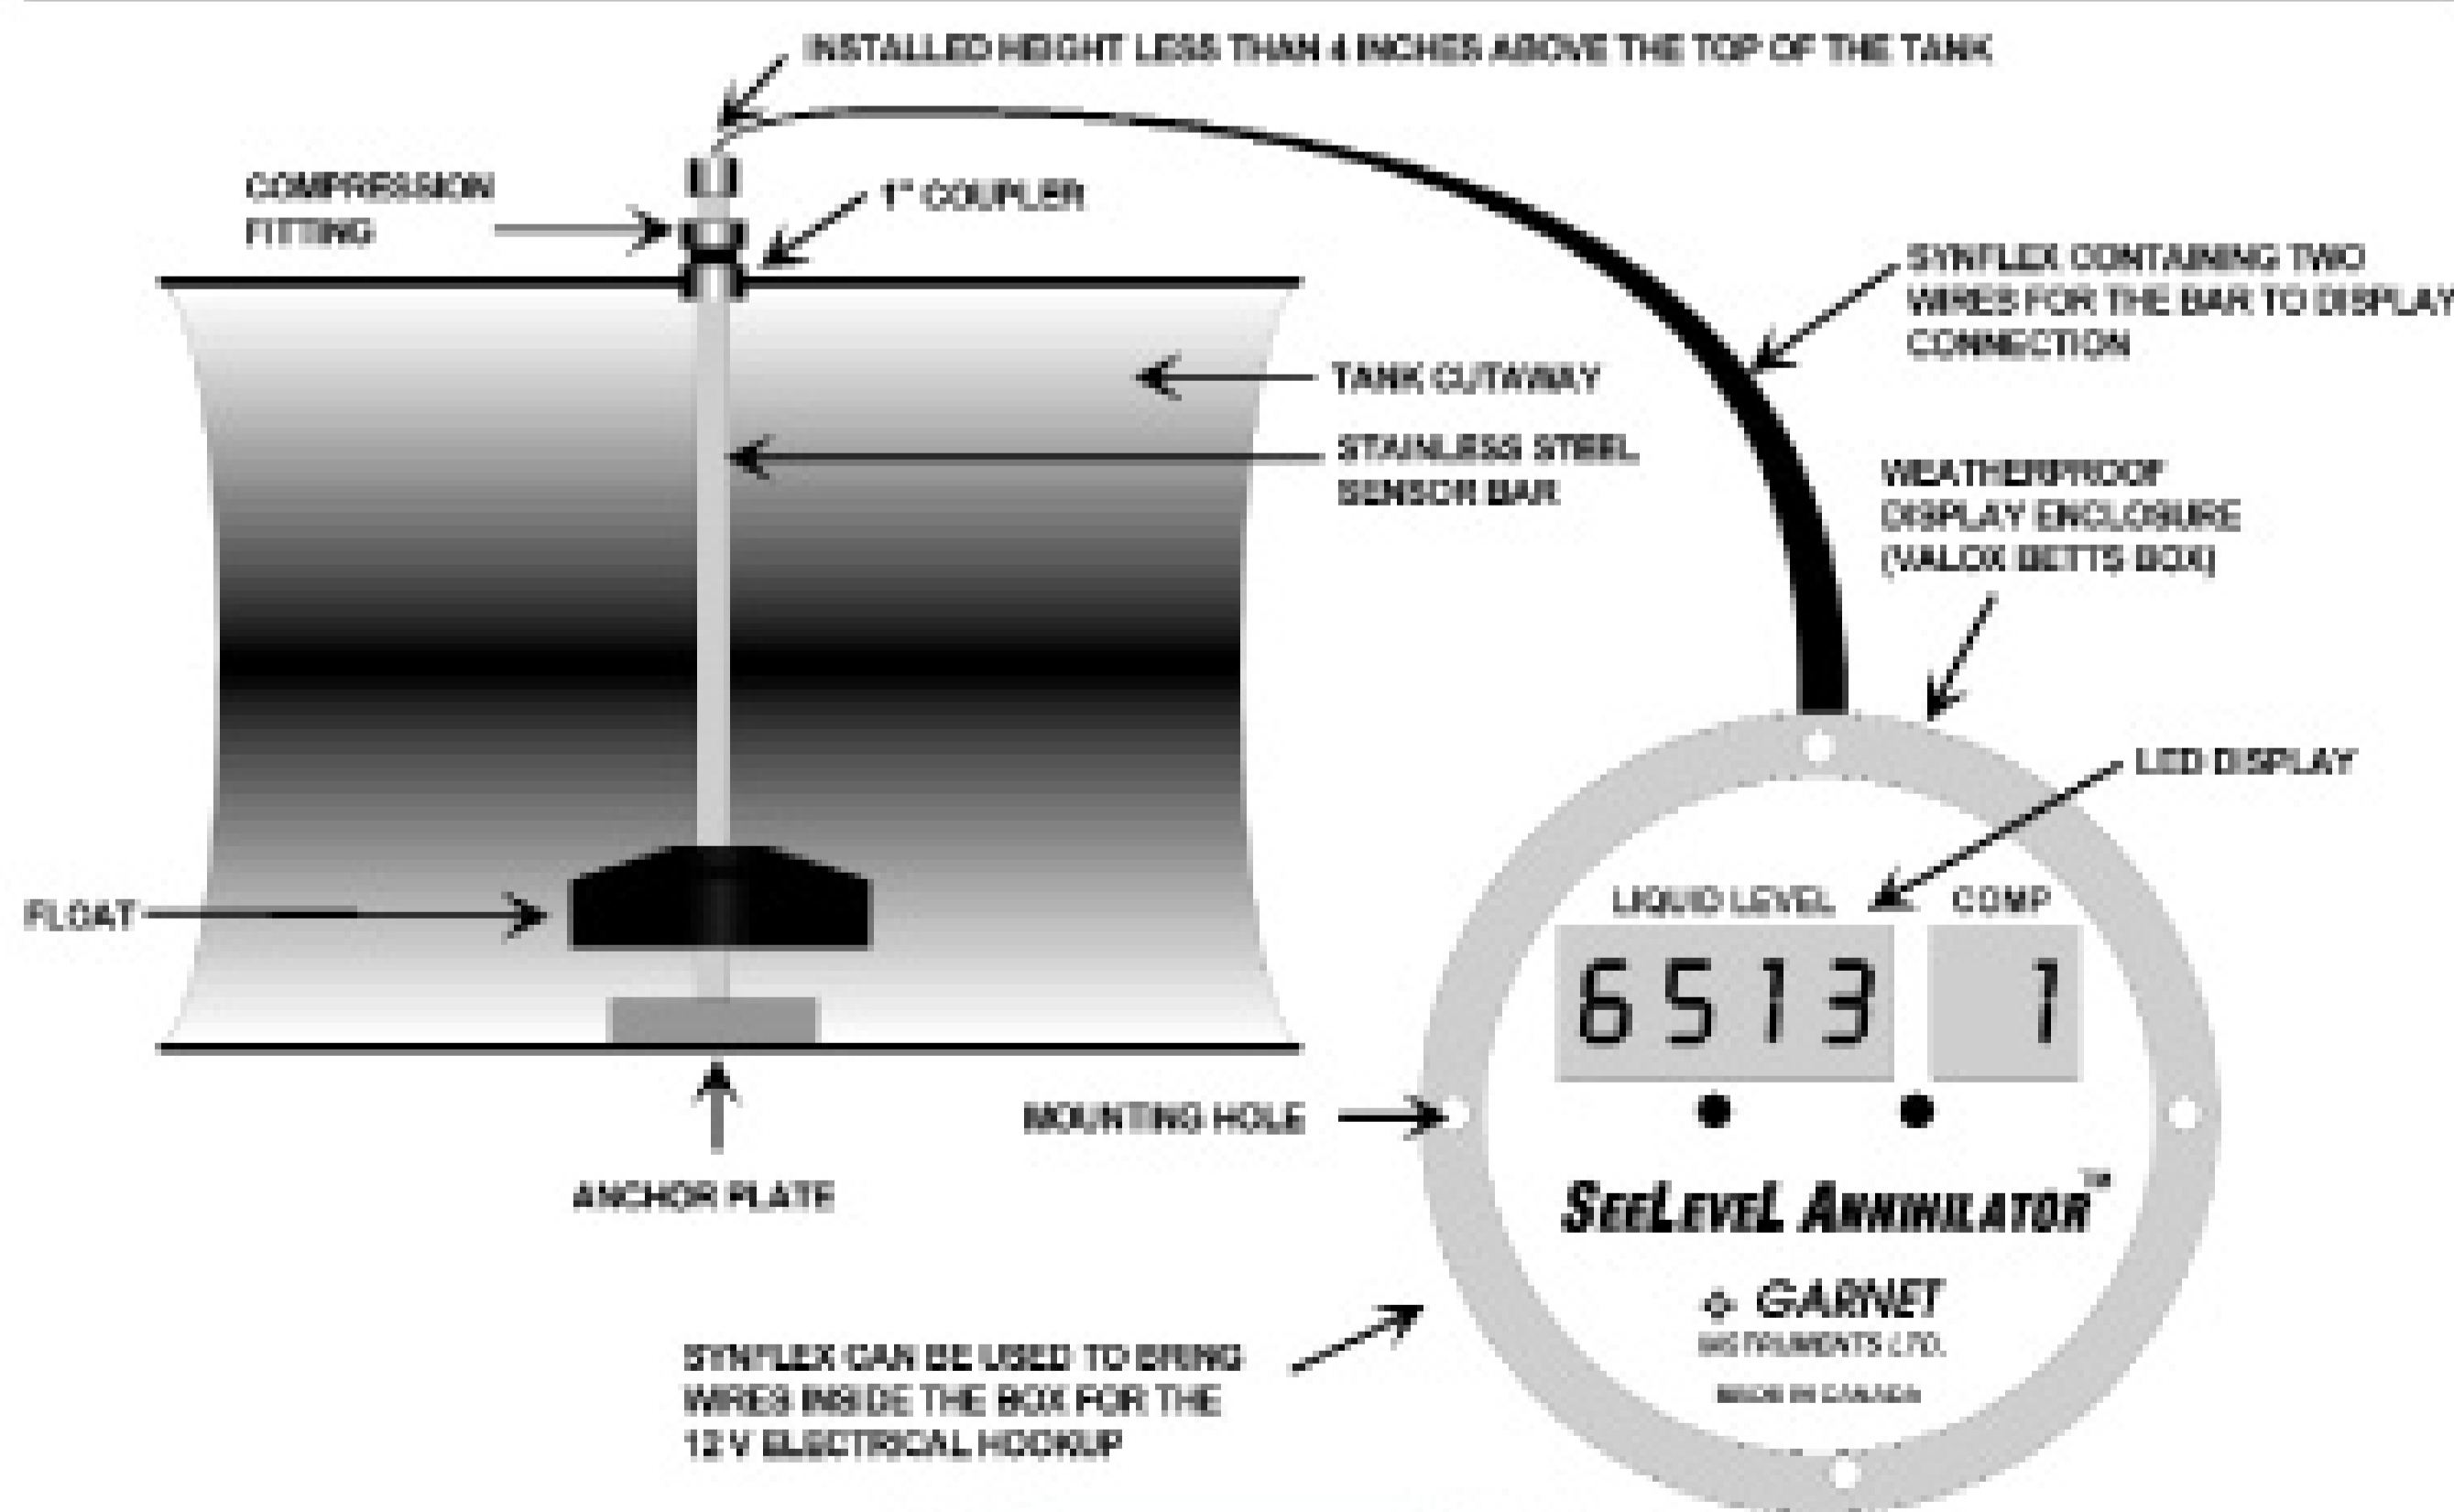 INSTALLED HEIGHT LESS THAN 4 INCHES ABOVE THE TOP OF THE TANK
COMPRESSION
FITTING
1" COUPLER
SYNFLEX CONTAINING TWO
WIRES FOR THE BAR TO DISPLAY
CONNECTION
TANK CUTAWAY
STAINLESS STEEL
SENSOR BAR
WEATHERPROOF
DISPLAY ENCLOSURE
(VALOX BETTS BOX)
LED DISPLAY
FLOAT
LIQUID LEVEL
COMP
6513
1
MOUNTING HOLE
ANCHOR PLATE
SEELEVEL ANNIHILATOR™
GARNET
INSTRUMENTS LTD.
MADE IN CANADA
SYNFLEX CAN BE USED TO BRING
WIRES INSIDE THE BOX FOR THE
12 V ELECTRICAL HOOKUP